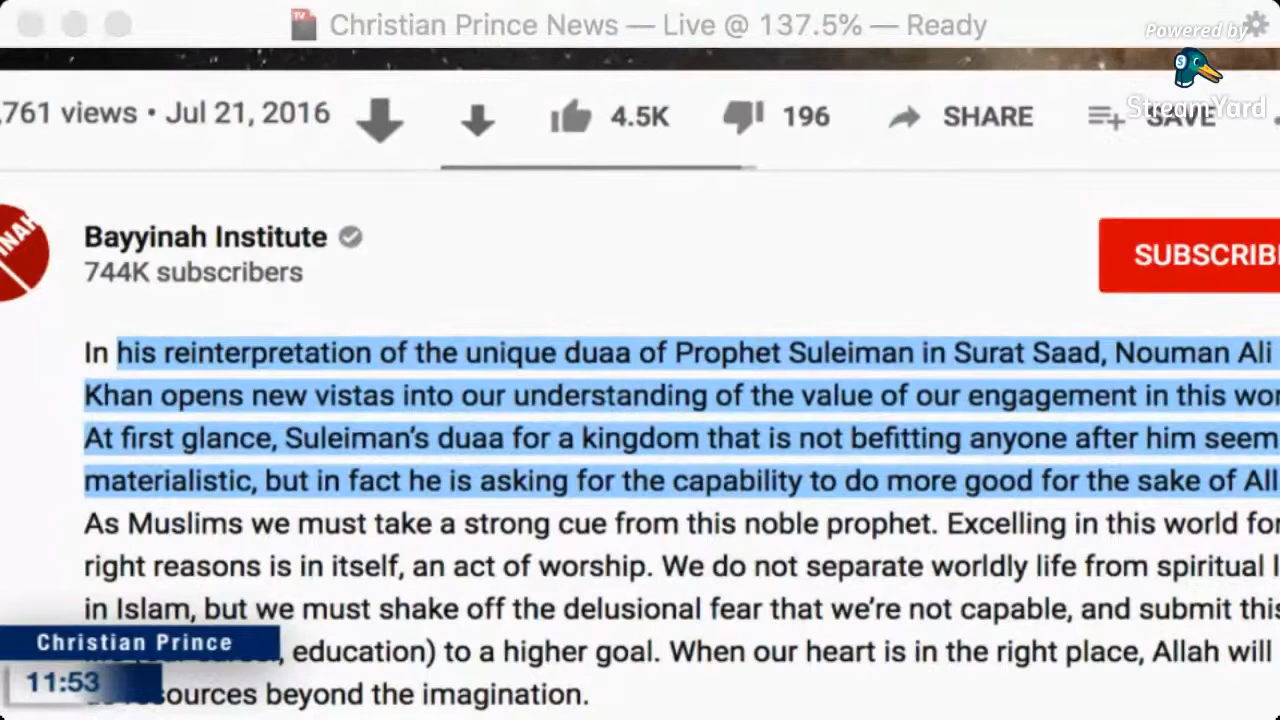 Christian Prince News — Live @ 137.5% — Ready
Powered by
StreamYard
,761 views • Jul 21, 2016
4.5K
196
SHARE
SAVE
INAH
Bayyinah Institute
744K subscribers
SUBSCRIB
In his reinterpretation of the unique duaa of Prophet Suleiman in Surat Saad, Nouman Ali
Khan opens new vistas into our understanding of the value of our engagement in this wor
At first glance, Suleiman's duaa for a kingdom that is not befitting anyone after him seem
materialistic, but in fact he is asking for the capability to do more good for the sake of All
As Muslims we must take a strong cue from this noble prophet. Excelling in this world for
right reasons is in itself, an act of worship. We do not separate worldly life from spiritual l
in Islam, but we must shake off the delusional fear that we're not capable, and submit this
, education) to a higher goal. When our heart is in the right place, Allah will
resources beyond the imagination.
Christian Prince
11:53